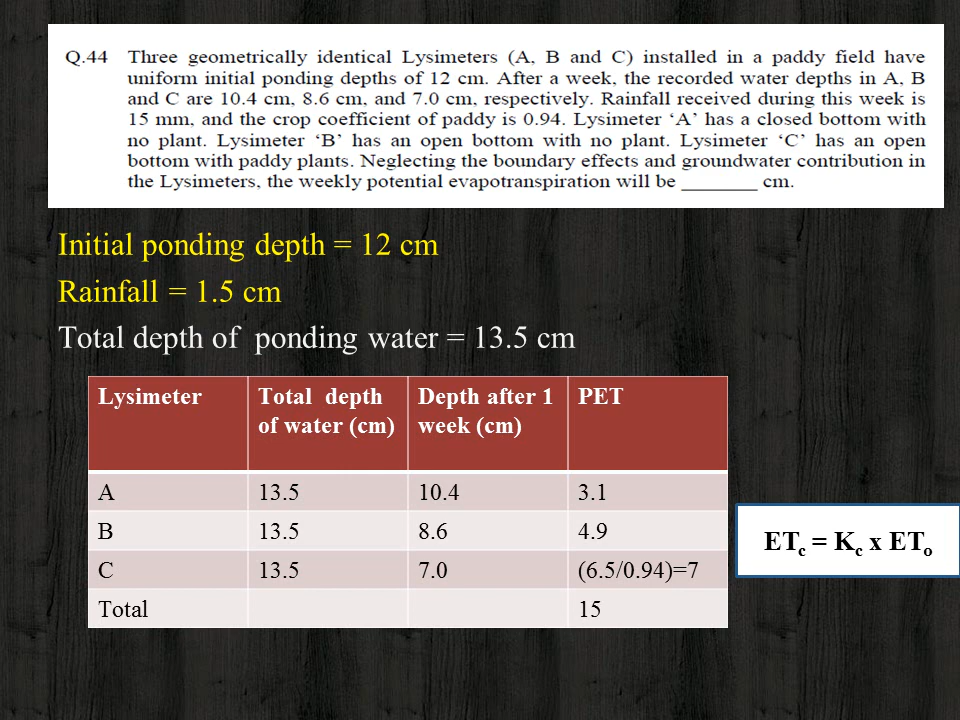 Q.44 Three geometrically identical Lysimeters (A, B and C) installed in a paddy field have
uniform initial ponding depths of 12 cm. After a week, the recorded water depths in A, B
and C are 10.4 cm, 8.6 cm, and 7.0 cm, respectively. Rainfall received during this week is
15 mm, and the crop coefficient of paddy is 0.94. Lysimeter ‘A’ has a closed bottom with
no plant. Lysimeter ‘B’ has an open bottom with no plant. Lysimeter ‘C’ has an open
bottom with paddy plants. Neglecting the boundary effects and groundwater contribution in
the Lysimeters, the weekly potential evapotranspiration will be ________ cm.
Initial ponding depth = 12 cm
Rainfall = 1.5 cm
Total depth of ponding water = 13.5 cm
Lysimeter Total depth of water (cm) Depth after 1 week (cm) PET
A 13.5 10.4 3.1
B 13.5 8.6 4.9
C 13.5 7.0 (6.5/0.94)=7
Total 15
ETc = Kc x ETo